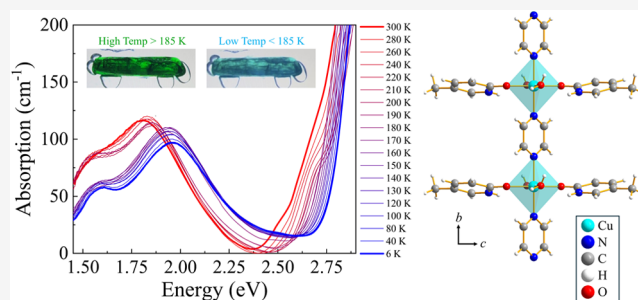 High Temp > 185 K
Low Temp < 185 K
200
150
100
50
0
Absorption (cm⁻¹)
1.50
1.75
2.00
2.25
2.50
2.75
Energy (eV)
300 K
280 K
260 K
240 K
220 K
210 K
200 K
190 K
180 K
170 K
160 K
150 K
140 K
130 K
120 K
100 K
80 K
40 K
6 K
b
c
Cu
N
C
H
O